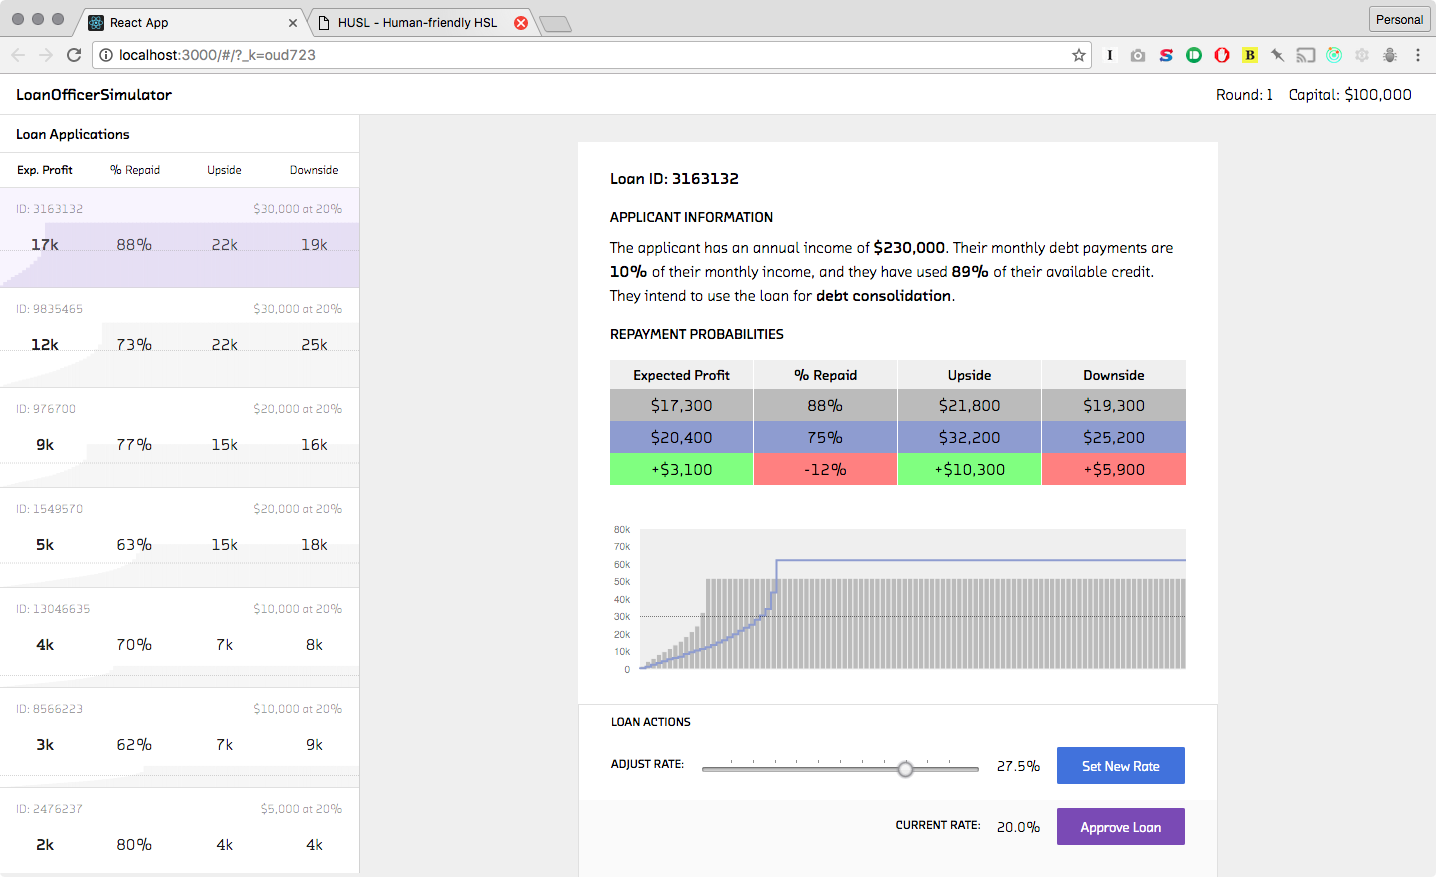 React App
HUSL - Human-friendly HSL
Personal
localhost:3000/#/?_k=oud723
LoanOfficerSimulator
Round: 1 Capital: $100,000
Loan Applications
Exp. Profit % Repaid Upside Downside
ID: 3163132 $30,000 at 20%
17k 88% 22k 19k
ID: 9835465 $30,000 at 20%
12k 73% 22k 25k
ID: 976700 $20,000 at 20%
9k 77% 15k 16k
ID: 1549570 $20,000 at 20%
5k 63% 15k 18k
ID: 13046635 $10,000 at 20%
4k 70% 7k 8k
ID: 8566223 $10,000 at 20%
3k 62% 7k 9k
ID: 2476237 $5,000 at 20%
2k 80% 4k 4k
Loan ID: 3163132
APPLICANT INFORMATION
The applicant has an annual income of $230,000. Their monthly debt payments are
10% of their monthly income, and they have used 89% of their available credit.
They intend to use the loan for debt consolidation.
REPAYMENT PROBABILITIES
Expected Profit % Repaid Upside Downside
$17,300 88% $21,800 $19,300
$20,400 75% $32,200 $25,200
+$3,100 -12% +$10,300 +$5,900
80k
70k
60k
50k
40k
30k
20k
10k
0
LOAN ACTIONS
ADJUST RATE: 27.5% Set New Rate
CURRENT RATE: 20.0% Approve Loan